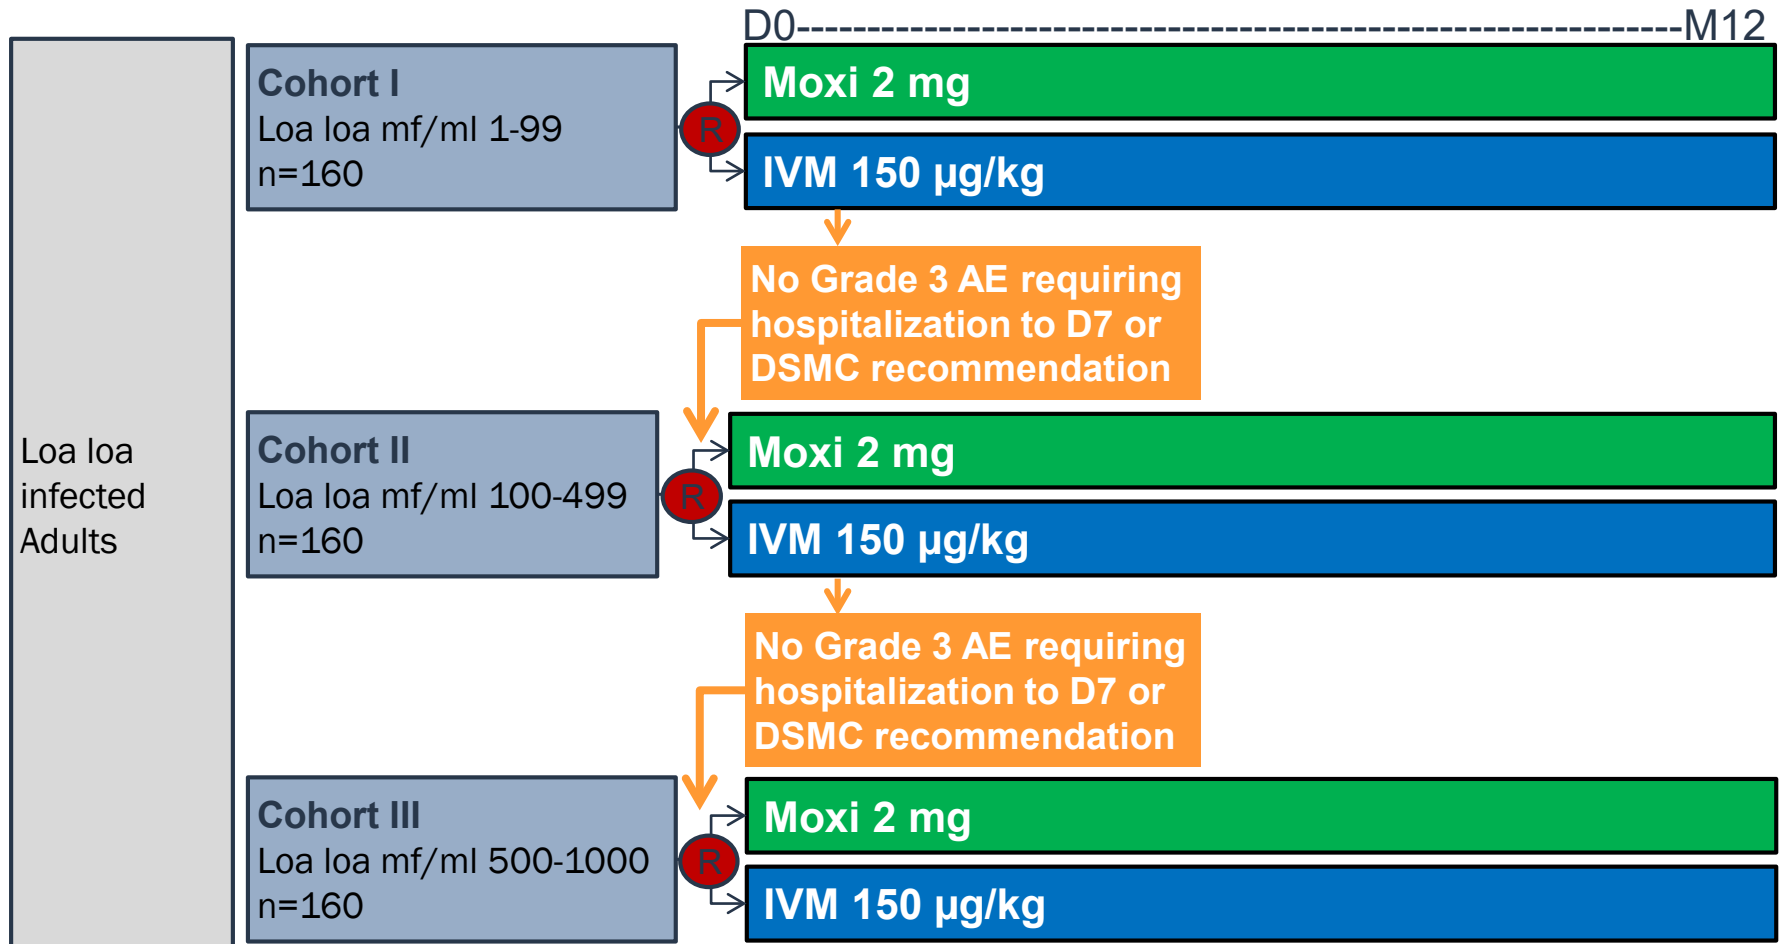 D0---------------------------------------------------------------M12
Loa loa
infected
Adults
Cohort I
Loa loa mf/ml 1-99
n=160
R
Moxi 2 mg
IVM 150 µg/kg
No Grade 3 AE requiring
hospitalization to D7 or
DSMC recommendation
Cohort II
Loa loa mf/ml 100-499
n=160
R
Moxi 2 mg
IVM 150 µg/kg
No Grade 3 AE requiring
hospitalization to D7 or
DSMC recommendation
Cohort III
Loa loa mf/ml 500-1000
n=160
R
Moxi 2 mg
IVM 150 µg/kg